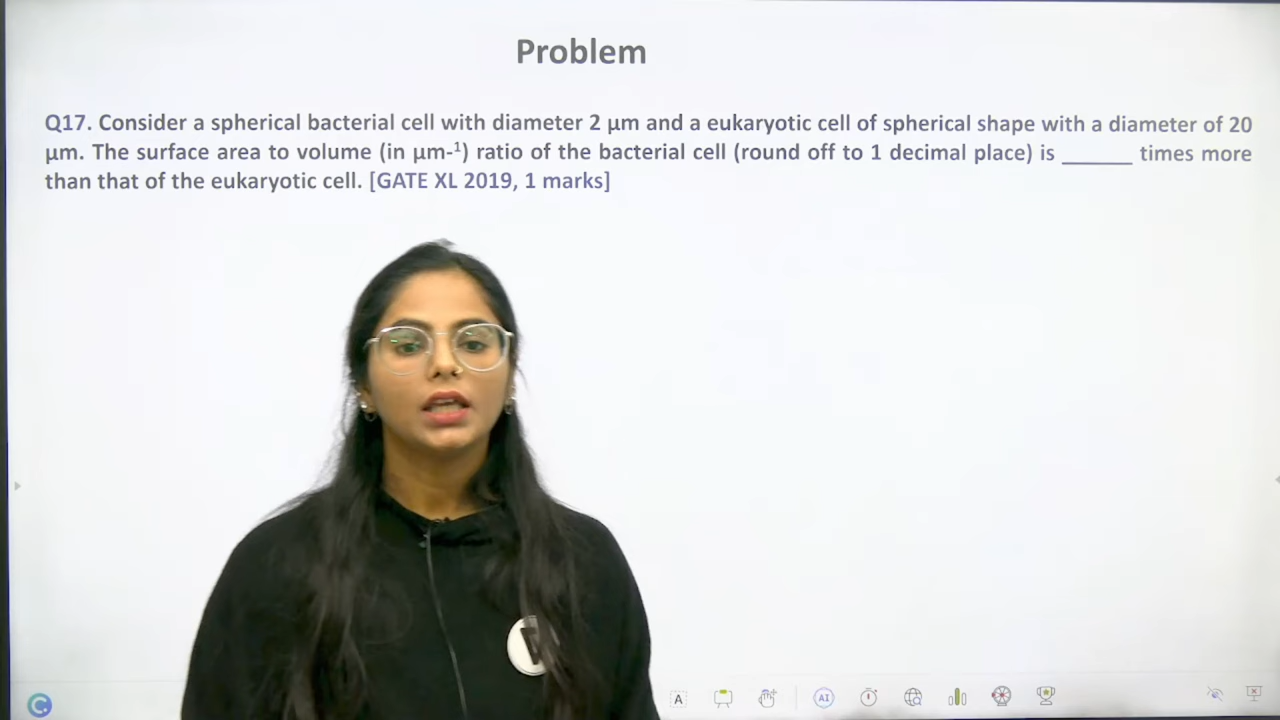 Problem
Q17. Consider a spherical bacterial cell with diameter 2 μm and a eukaryotic cell of spherical shape with a diameter of 20
μm. The surface area to volume (in μm-¹) ratio of the bacterial cell (round off to 1 decimal place) is ______ times more
than that of the eukaryotic cell. [GATE XL 2019, 1 marks]
A
AI